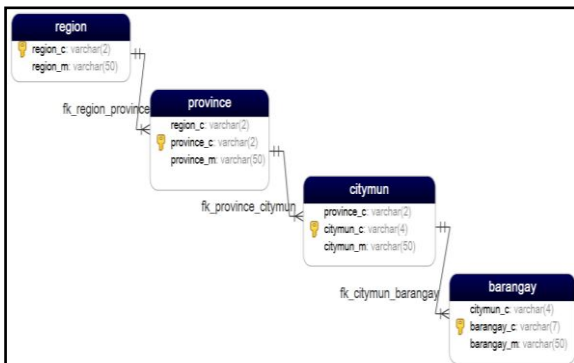 region
region_c: varchar(2)
region_m: varchar(50)
fk_region_province
province
region_c: varchar(2)
province_c: varchar(2)
province_m: varchar(50)
fk_province_citymun
citymun
province_c: varchar(2)
citymun_c: varchar(4)
citymun_m: varchar(50)
fk_citymun_barangay
barangay
citymun_c: varchar(4)
barangay_c: varchar(7)
barangay_m: varchar(50)